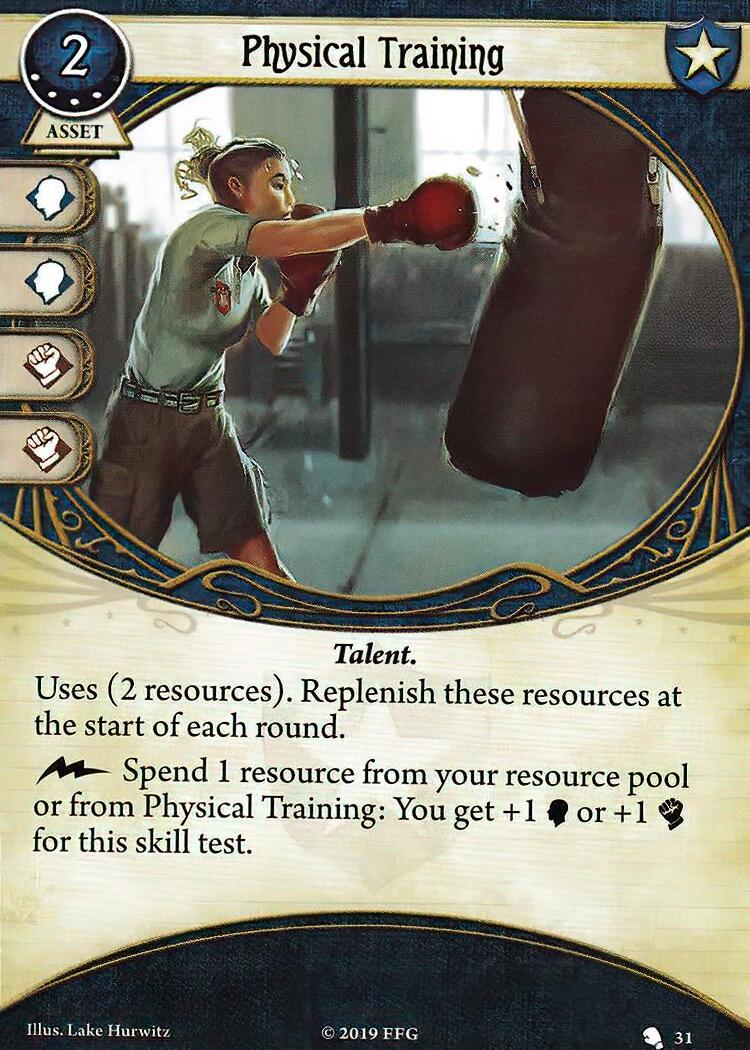 2
Physical Training
ASSET
Talent.
Uses (2 resources). Replenish these resources at
the start of each round.
Spend 1 resource from your resource pool
or from Physical Training: You get +1 or +1
for this skill test.
Illus. Lake Hurwitz
© 2019 FFG
31